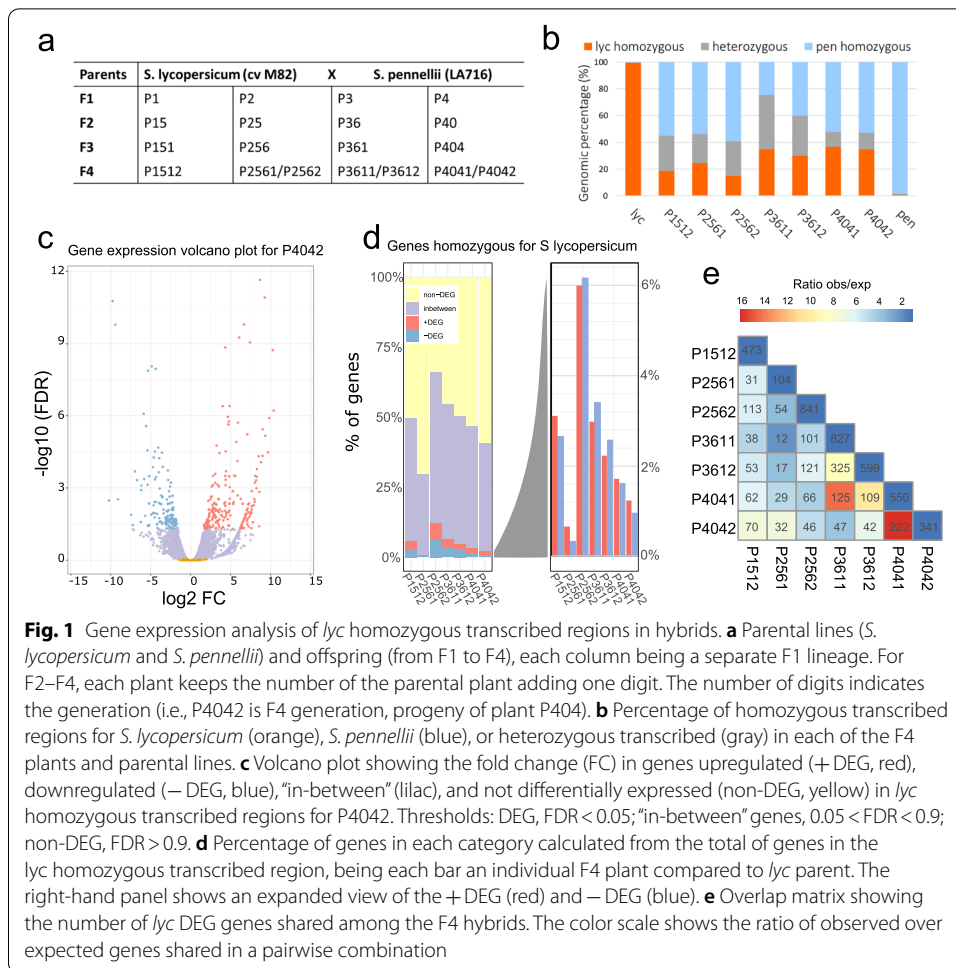 a
Parents S. lycopersicum (cv M82) X S. pennellii (LA716)
F1 P1 P2 P3 P4
F2 P15 P25 P36 P40
F3 P151 P256 P361 P404
F4 P1512 P2561/P2562 P3611/P3612 P4041/P4042
b
lyc homozygous heterozygous pen homozygous
Genomic percentage (%)
100
80
60
40
20
0
lyc P1512 P2561 P2562 P3611 P3612 P4041 P4042 pen
c
Gene expression volcano plot for P4042
-log10 (FDR)
12
9
6
3
0
-15 -10 -5 0 5 10 15
log2 FC
d
Genes homozygous for S lycopersicum
% of genes
100%
75%
50%
25%
0%
non-DEG
inbetween
+DEG
-DEG
P1512 P2561 P2562 P3611 P3612 P4041 P4042
6%
4%
2%
0%
P1512 P2561 P2562 P3611 P3612 P4041 P4042
e
Ratio obs/exp
16 14 12 10 8 6 4 2
P1512 473
P2561 31 104
P2562 113 54 841
P3611 38 12 101 827
P3612 53 17 121 325 599
P4041 62 29 66 125 109 550
P4042 70 32 46 47 42 222 341
P1512 P2561 P2562 P3611 P3612 P4041 P4042
Fig. 1 Gene expression analysis of lyc homozygous transcribed regions in hybrids. a Parental lines (S.
lycopersicum and S. pennellii) and offspring (from F1 to F4), each column being a separate F1 lineage. For
F2–F4, each plant keeps the number of the parental plant adding one digit. The number of digits indicates
the generation (i.e., P4042 is F4 generation, progeny of plant P404). b Percentage of homozygous transcribed
regions for S. lycopersicum (orange), S. pennellii (blue), or heterozygous transcribed (gray) in each of the F4
plants and parental lines. c Volcano plot showing the fold change (FC) in genes upregulated (+ DEG, red),
downregulated (− DEG, blue), “in-between” (lilac), and not differentially expressed (non-DEG, yellow) in lyc
homozygous transcribed regions for P4042. Thresholds: DEG, FDR < 0.05; “in-between” genes, 0.05 < FDR < 0.9;
non-DEG, FDR > 0.9. d Percentage of genes in each category calculated from the total of genes in the
lyc homozygous transcribed region, being each bar an individual F4 plant compared to lyc parent. The
right-hand panel shows an expanded view of the + DEG (red) and − DEG (blue). e Overlap matrix showing
the number of lyc DEG genes shared among the F4 hybrids. The color scale shows the ratio of observed over
expected genes shared in a pairwise combination